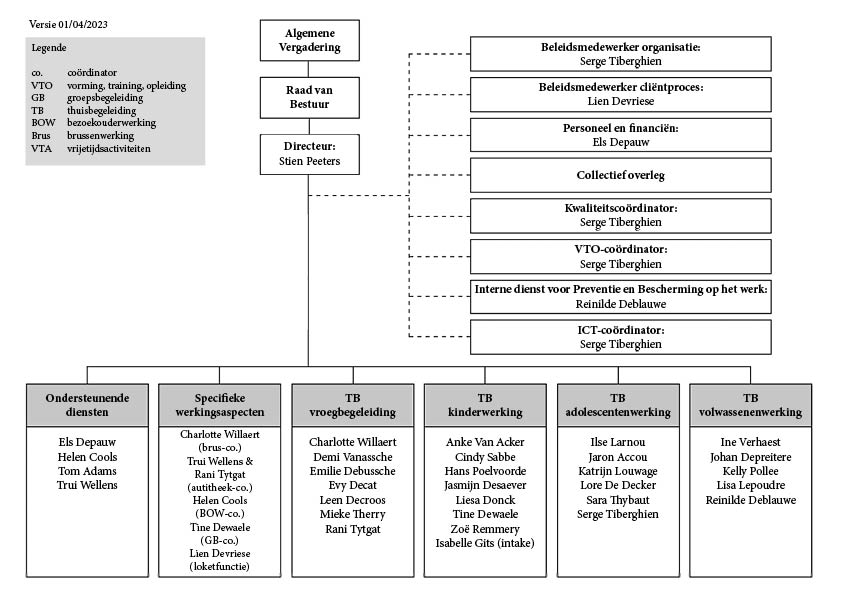 Versie 01/04/2023
Legende
co. coördinator
VTO vorming, training, opleiding
GB groepsbegeleiding
TB thuisbegeleiding
BOW bezoekouderwerking
Brus brussenwerking
VTA vrijetijdsactiviteiten
Algemene
Vergadering
Raad van
Bestuur
Directeur:
Stien Peeters
Beleidsmedewerker organisatie:
Serge Tiberghien
Beleidsmedewerker cliëntproces:
Lien Devriese
Personeel en financiën:
Els Depauw
Collectief overleg
Kwaliteitscoördinator:
Serge Tiberghien
VTO-coördinator:
Serge Tiberghien
Interne dienst voor Preventie en Bescherming op het werk:
Reinilde Deblauwe
ICT-coördinator:
Serge Tiberghien
Ondersteunende
diensten
Els Depauw
Helen Cools
Tom Adams
Trui Wellens
Specifieke
werkingsaspecten
Charlotte Willaert
(brus-co.)
Trui Wellens &
Rani Tytgat
(autitheek-co.)
Helen Cools
(BOW-co.)
Tine Dewaele
(GB-co.)
Lien Devriese
(loketfunctie)
TB
vroegbegeleiding
Charlotte Willaert
Demi Vanassche
Emilie Debussche
Evy Decat
Leen Decroos
Mieke Therry
Rani Tytgat
TB
kinderwerking
Anke Van Acker
Cindy Sabbe
Hans Poelvoorde
Jasmijn Desaever
Liesa Donck
Tine Dewaele
Zoë Remmery
Isabelle Gits (intake)
TB
adolescentenwerking
Ilse Larnou
Jaron Accou
Katrijn Louwage
Lore De Decker
Sara Thybaut
Serge Tiberghien
TB
volwassenenwerking
Ine Verhaest
Johan Depreitere
Kelly Pollee
Lisa Lepoudre
Reinilde Deblauwe